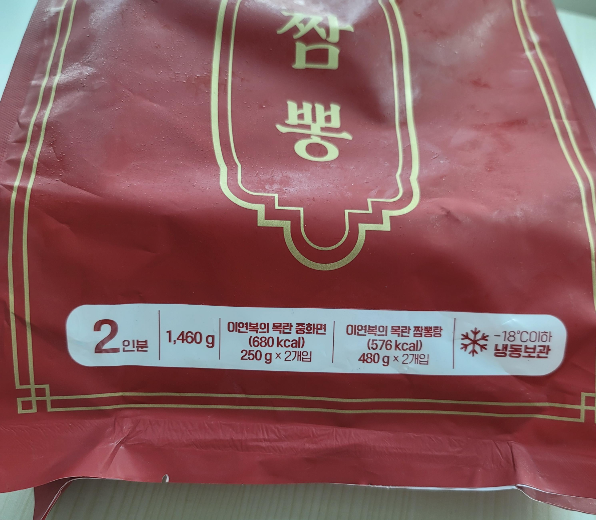 짬
뽕
2인분
1,460 g
이연복의 목란 중화면
(680 kcal)
250 g × 2개입
이연복의 목란 짬뽕탕
(576 kcal)
480 g × 2개입
-18℃이하
냉동보관